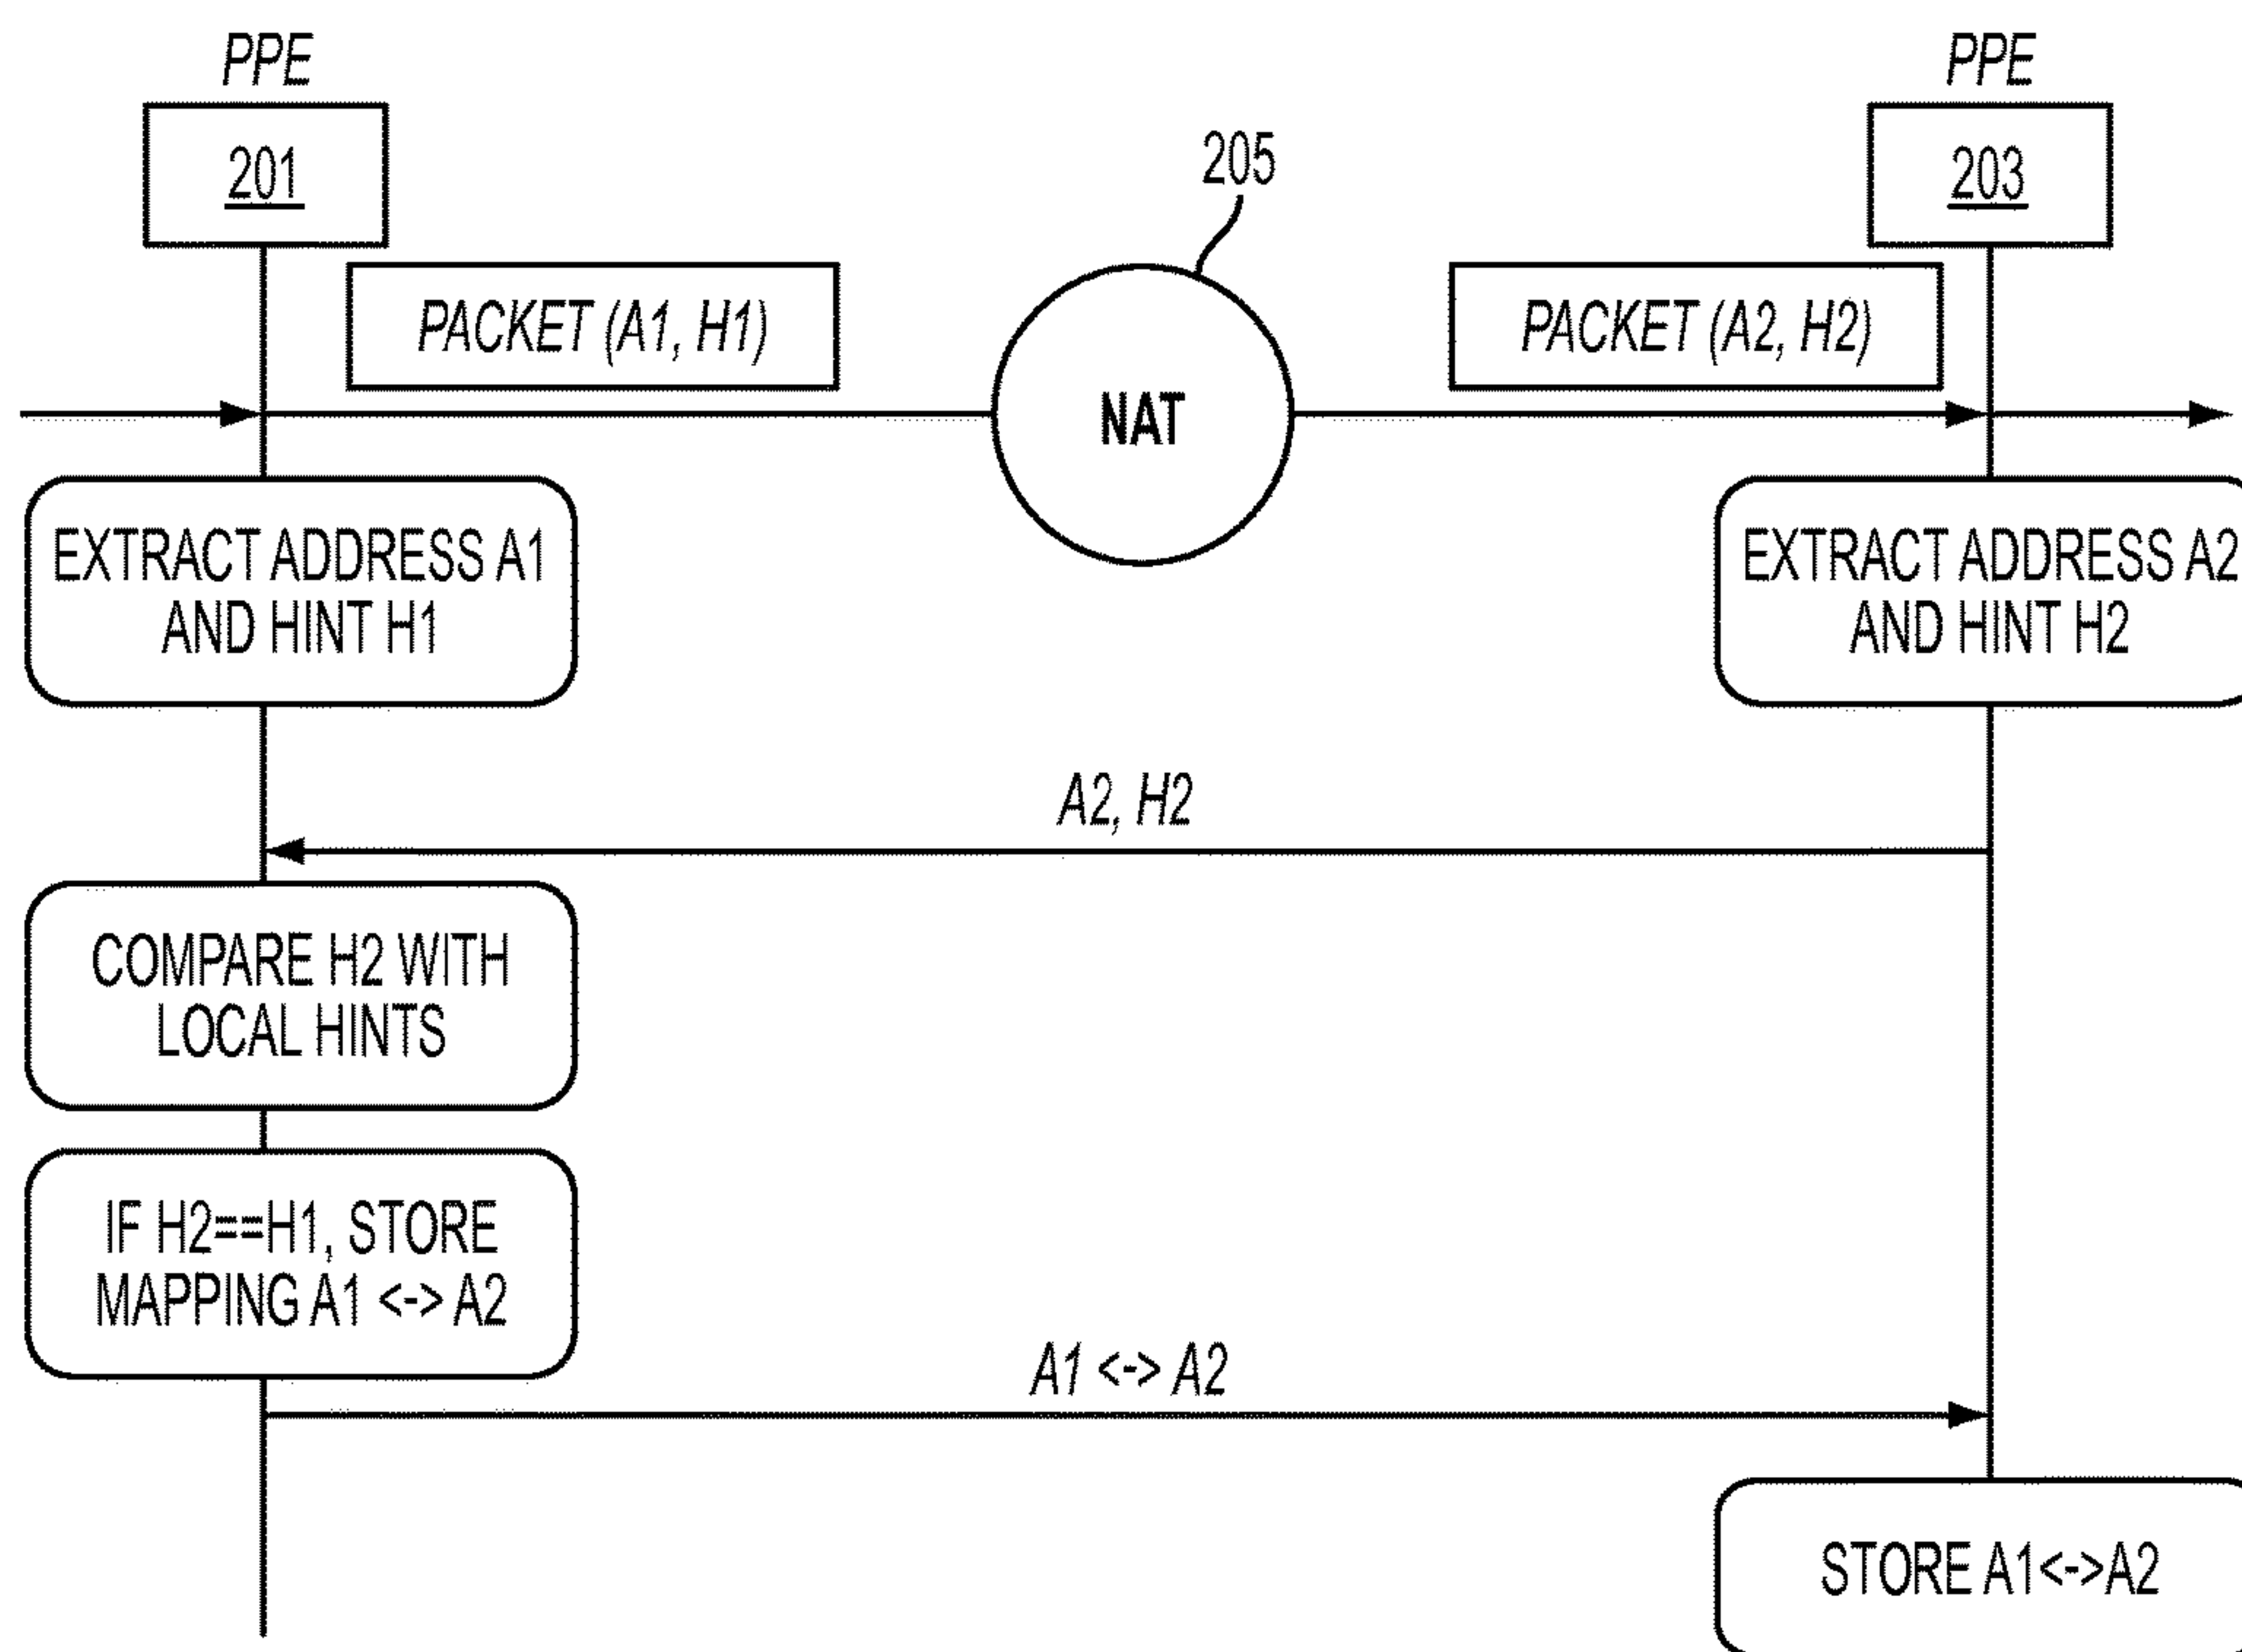 PPE
PPE
201
205
203
PACKET (A1, H1)
PACKET (A2, H2)
NAT
EXTRACT ADDRESS A1
AND HINT H1
EXTRACT ADDRESS A2
AND HINT H2
A2, H2
COMPARE H2 WITH
LOCAL HINTS
IF H2==H1, STORE
MAPPING A1 <-> A2
A1 <-> A2
STORE A1<->A2